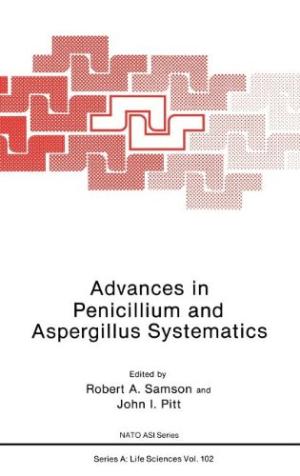 Advances in
Penicillium and
Aspergillus Systematics
Edited by
Robert A. Samson and
John I. Pitt
NATO ASI Series
Series A: Life Sciences Vol. 102